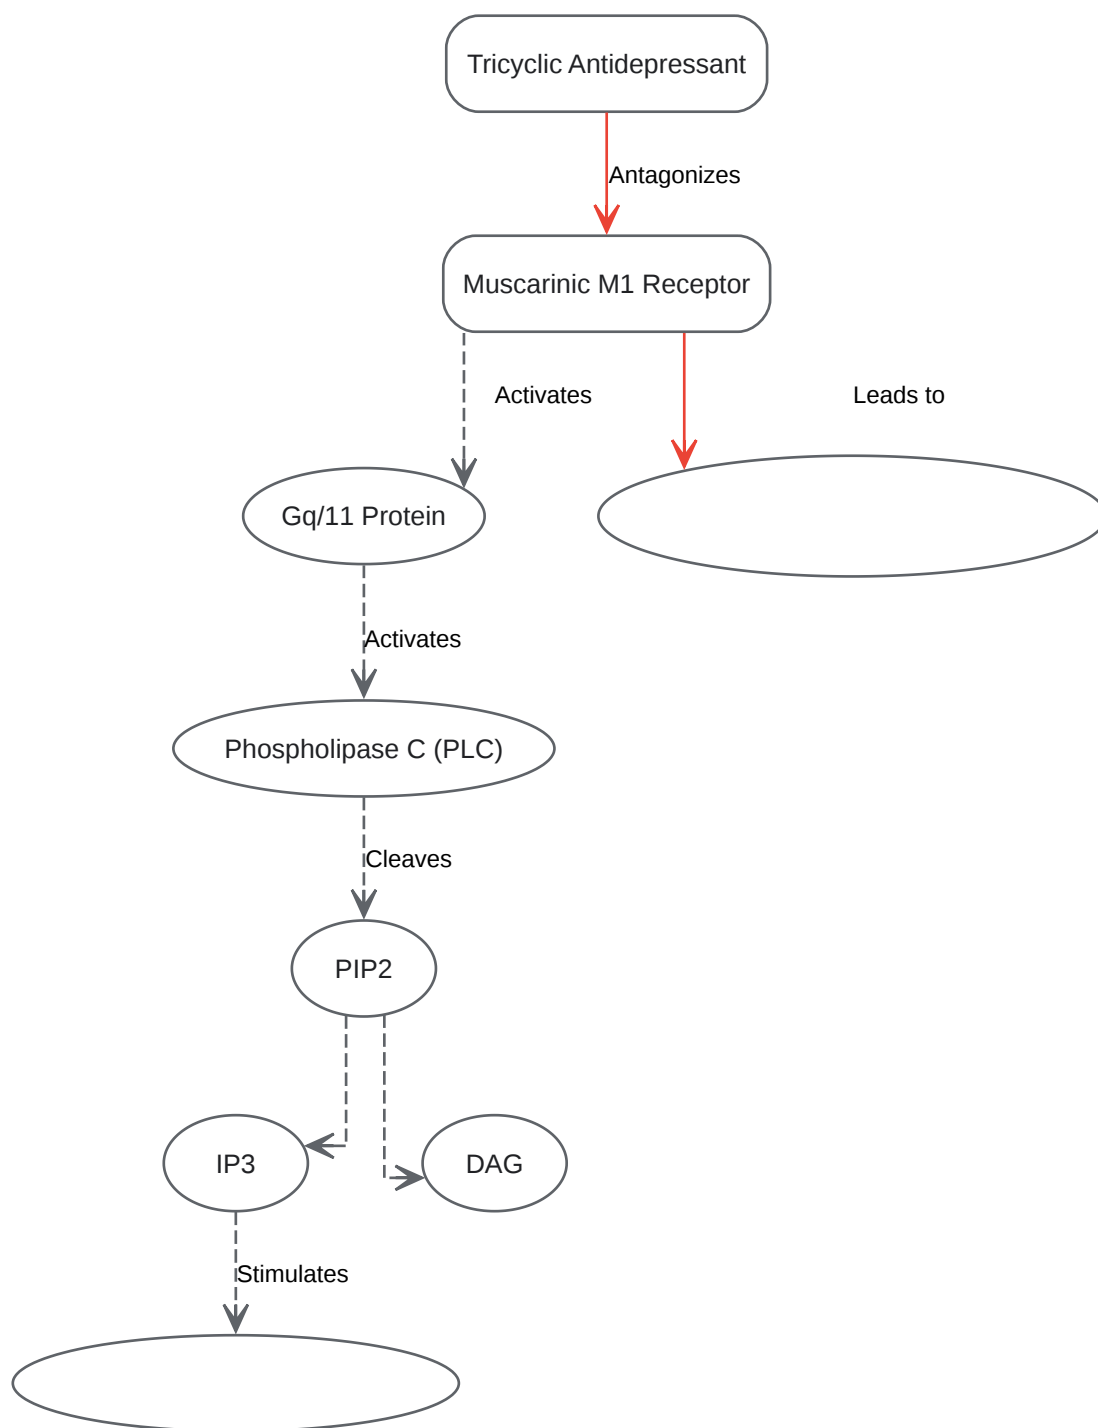 Tricyclic Antidepressant
Antagonizes
Muscarinic M1 Receptor
Activates
Leads to
Gq/11 Protein
Activates
Phospholipase C (PLC)
Cleaves
PIP2
IP3
DAG
Stimulates